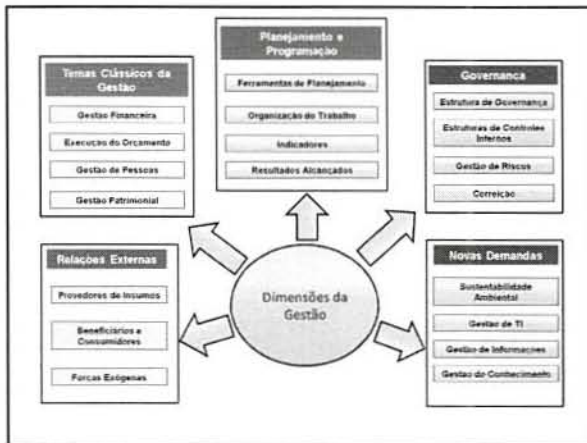 Planejamento e
Programação
Ferramentas de Planejamento
Organização do Trabalho
Indicadores
Resultados Alcançados
Temas Clássicos da
Gestão
Gestão Financeira
Execução do Orçamento
Gestão de Pessoas
Gestão Patrimonial
Governança
Estrutura de Governança
Estruturas de Controles
Internos
Gestão de Riscos
Correição
Relações Externas
Provedores de Insumos
Beneficiários e
Consumidores
Forças Exógenas
Dimensões da
Gestão
Novas Demandas
Sustentabilidade
Ambiental
Gestão de TI
Gestão de Informações
Gestão do Conhecimento